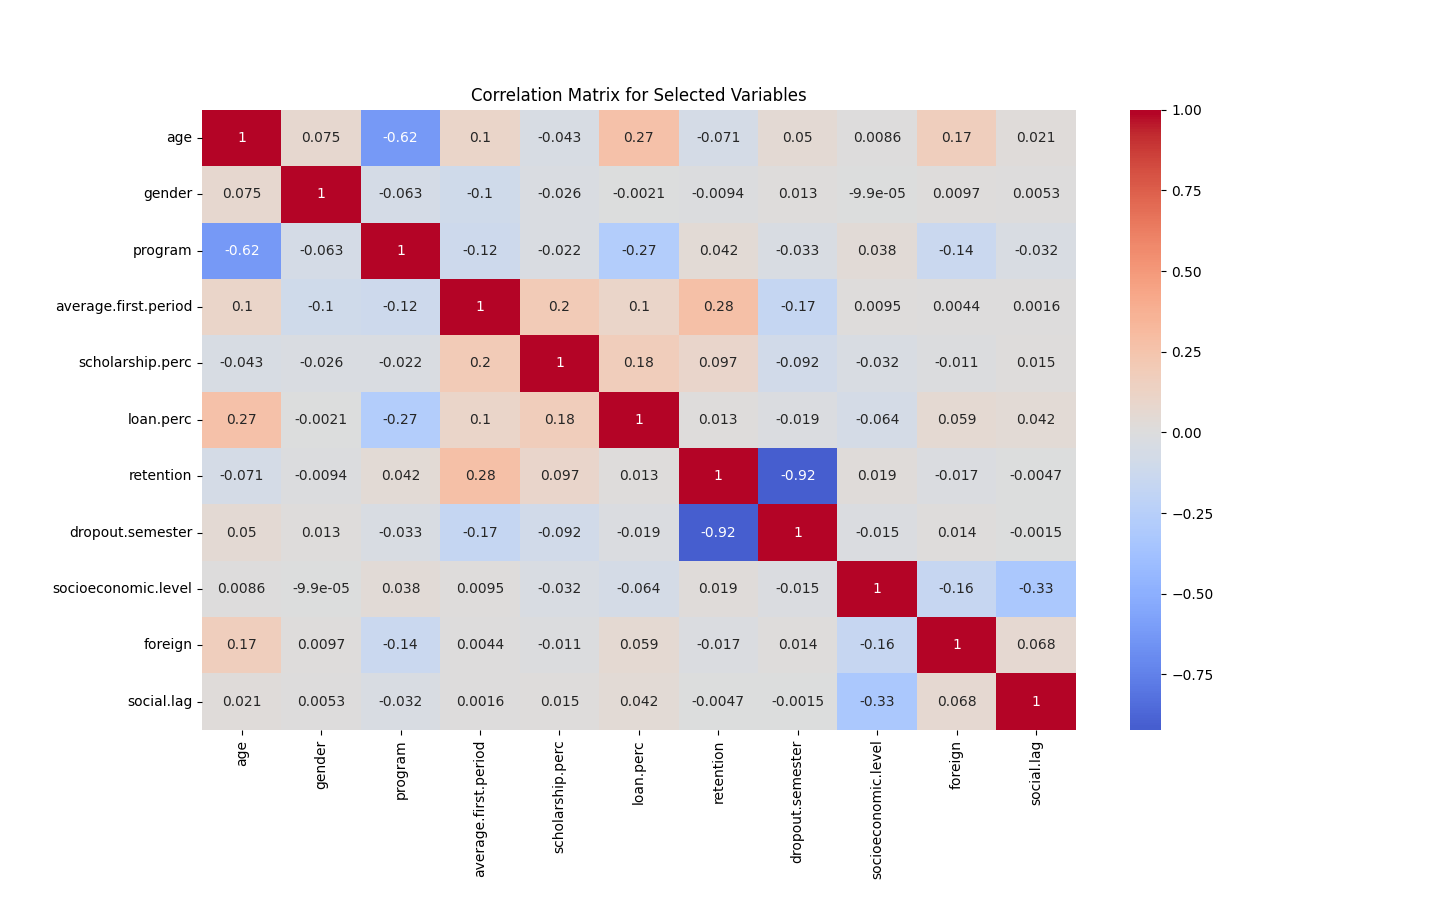 Correlation Matrix for Selected Variables
age 1 0.075 -0.62 0.1 -0.043 0.27 -0.071 0.05 0.0086 0.17 0.021
gender 0.075 1 -0.063 -0.1 -0.026 -0.0021 -0.0094 0.013 -9.9e-05 0.0097 0.0053
program -0.62 -0.063 1 -0.12 -0.022 -0.27 0.042 -0.033 0.038 -0.14 -0.032
average.first.period 0.1 -0.1 -0.12 1 0.2 0.1 0.28 -0.17 0.0095 0.0044 0.0016
scholarship.perc -0.043 -0.026 -0.022 0.2 1 0.18 0.097 -0.092 -0.032 -0.011 0.015
loan.perc 0.27 -0.0021 -0.27 0.1 0.18 1 0.013 -0.019 -0.064 0.059 0.042
retention -0.071 -0.0094 0.042 0.28 0.097 0.013 1 -0.92 0.019 -0.017 -0.0047
dropout.semester 0.05 0.013 -0.033 -0.17 -0.092 -0.019 -0.92 1 -0.015 0.014 -0.0015
socioeconomic.level 0.0086 -9.9e-05 0.038 0.0095 -0.032 -0.064 0.019 -0.015 1 -0.16 -0.33
foreign 0.17 0.0097 -0.14 0.0044 -0.011 0.059 -0.017 0.014 -0.16 1 0.068
social.lag 0.021 0.0053 -0.032 0.0016 0.015 0.042 -0.0047 -0.0015 -0.33 0.068 1
age
gender
program
average.first.period
scholarship.perc
loan.perc
retention
dropout.semester
socioeconomic.level
foreign
social.lag
1.00
0.75
0.50
0.25
0.00
−0.25
−0.50
−0.75